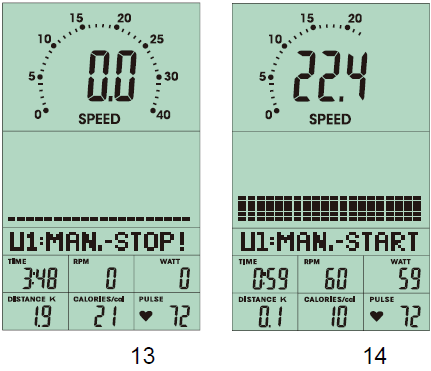 15 20
10
5
0
0.0
30
40
SPEED
U1:MAN.-STOP!
TIME RPM WATT
3:48 0 0
DISTANCE K CALORIES/cal PULSE
1.9 21 72
13
15 20
10
5
0
22.4
SPEED
U1:MAN.-START
TIME RPM WATT
0:59 60 59
DISTANCE K CALORIES/cal PULSE
0.1 10 72
14